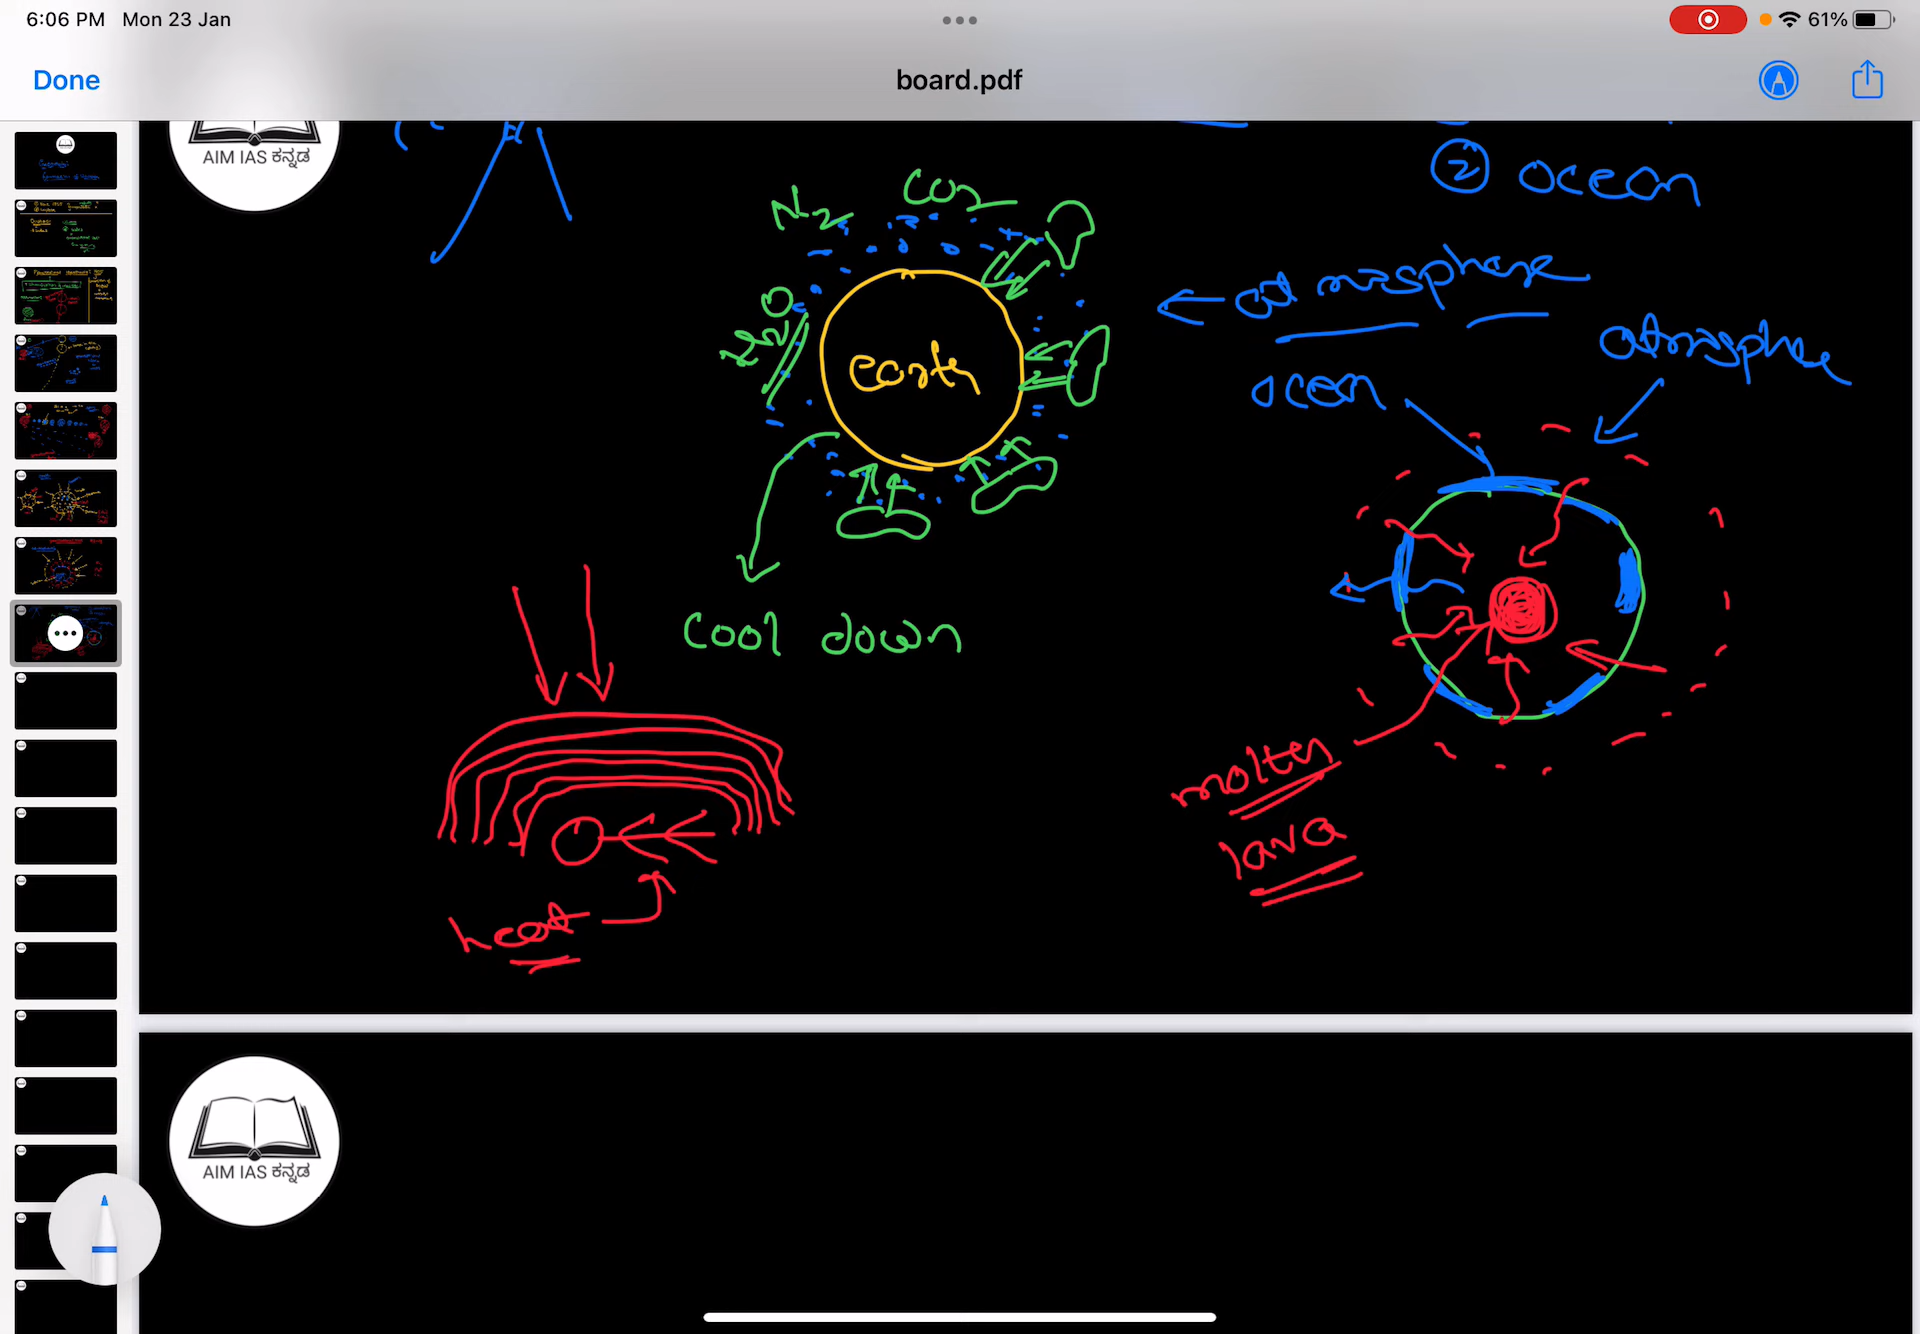 6:06 PM Mon 23 Jan
61%
Done
board.pdf
AIM IAS ಕನ್ನಡ
② ocean
N2 CO2
H2O
earth
atmosphere
ocean
cool down
molten
lava
heat
AIM IAS ಕನ್ನಡ